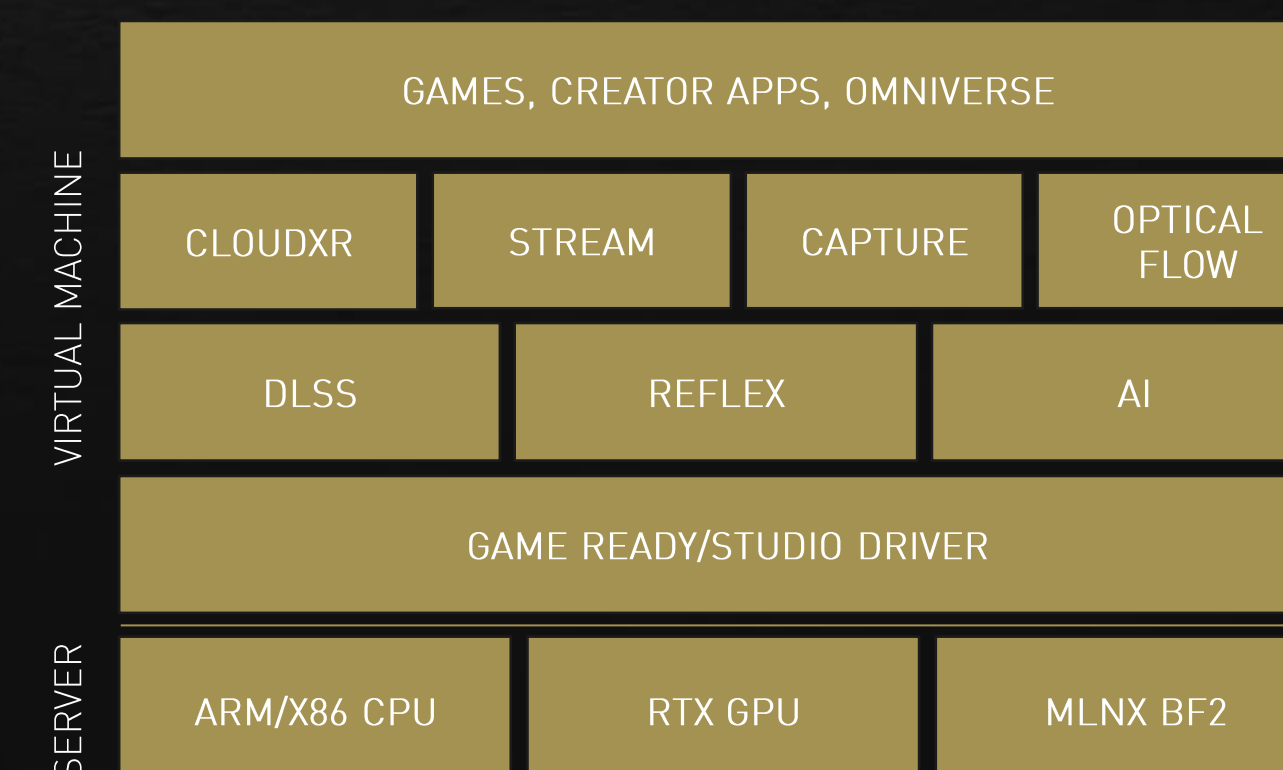 GAMES, CREATOR APPS, OMNIVERSE
VIRTUAL MACHINE
CLOUDXR
STREAM
CAPTURE
OPTICAL
FLOW
DLSS
REFLEX
AI
GAME READY/STUDIO DRIVER
SERVER
ARM/X86 CPU
RTX GPU
MLNX BF2